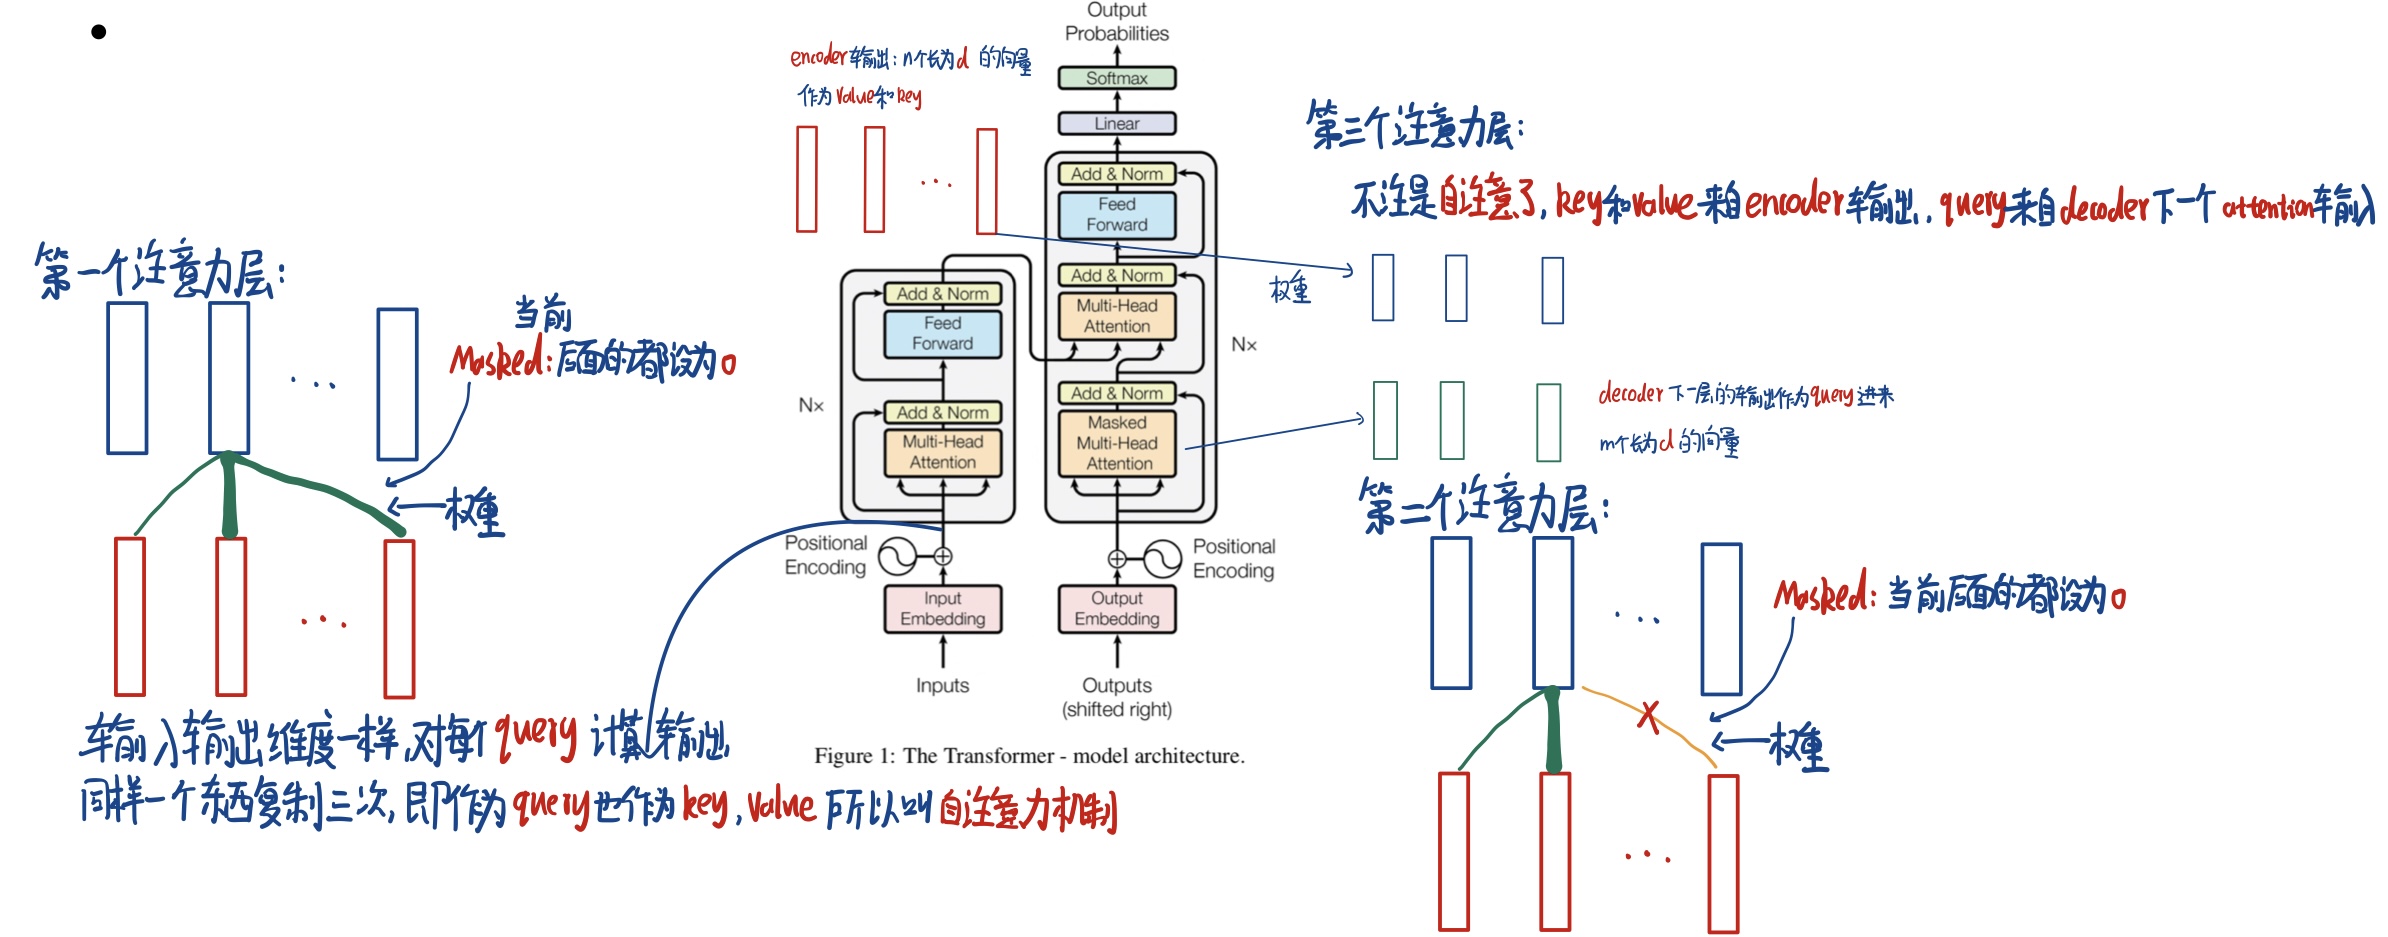 第一个注意力层:
当前
Masked: 后面的都设为0
权重
输入输出维度一样,对每个query 计算输出
同样一个东西复制三次,即作为query也作为key,value 所以叫自注意力机制
encoder输出: n个长为d 的向量
作为value和key
Output
Probabilities
Softmax
Linear
Add & Norm
Feed
Forward
Add & Norm
Multi-Head
Attention
Nx
Add & Norm
Masked
Multi-Head
Attention
Add & Norm
Feed
Forward
Nx
Add & Norm
Multi-Head
Attention
Positional
Encoding
Input
Embedding
Inputs
Positional
Encoding
Output
Embedding
Outputs
(shifted right)
Figure 1: The Transformer - model architecture.
第三个注意力层:
不注是自注意了, key和value来自encoder输出, query来自decoder下一个attention输入
权重
decoder 下一层的输出作为query 进来
m个长为d 的向量
第二个注意力层:
Masked: 当前后面的都设为0
权重